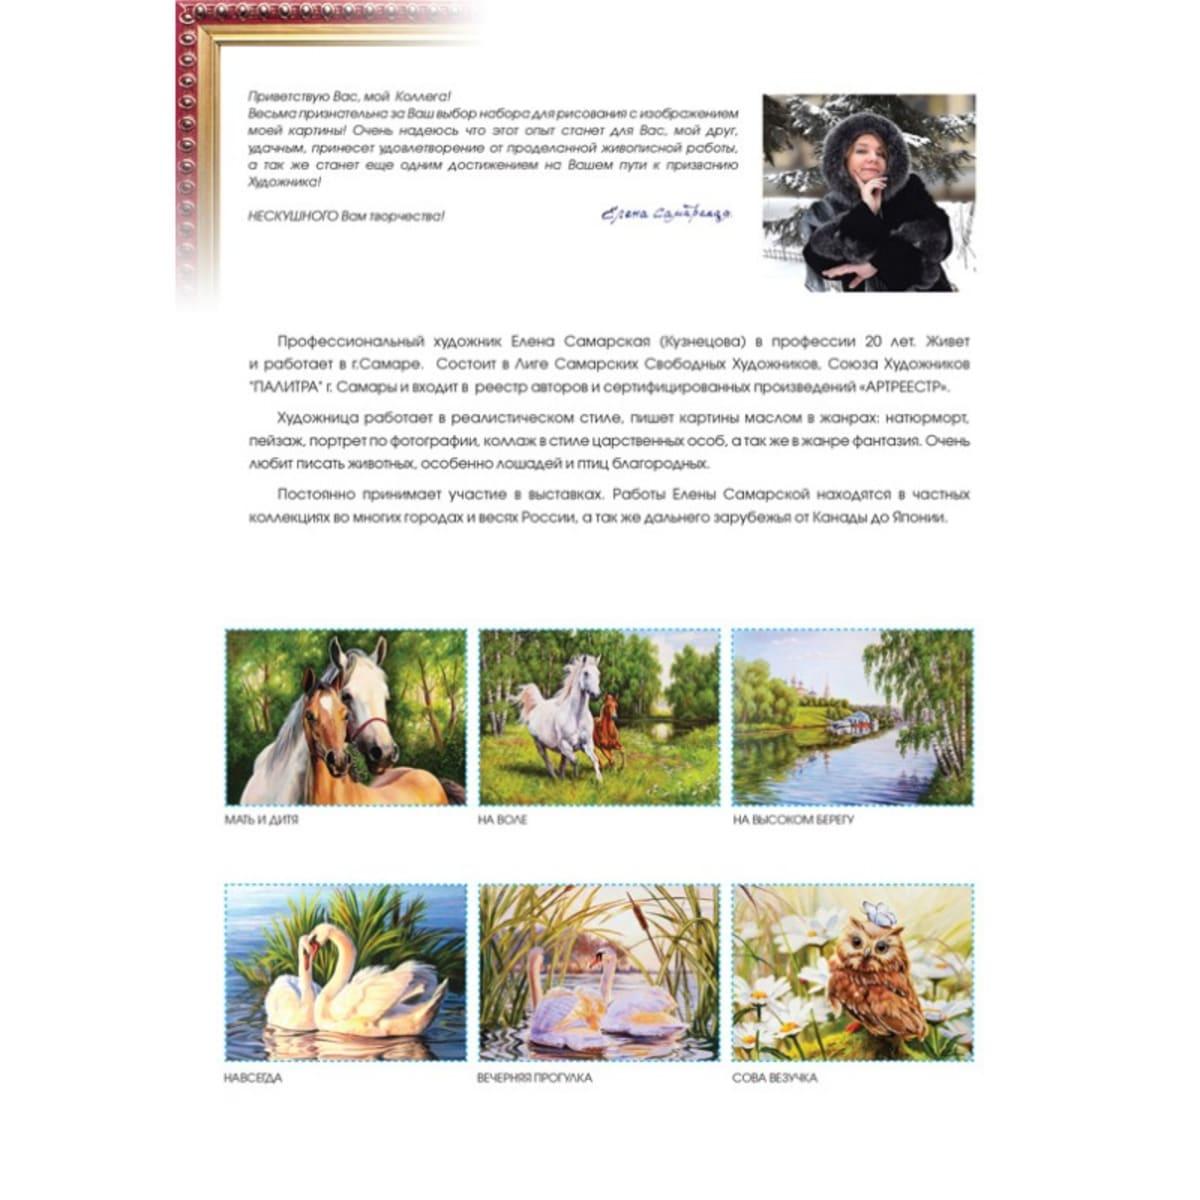 Приветствую Вас, мой Коллега!
Весьма признательна за Ваш выбор набора для рисования с изображением
моей картины! Очень надеюсь что этот опыт станет для Вас, мой друг,
удачным, принесет удовлетворение от проделанной живописной работы,
а так же станет еще одним достижением на Вашем пути к призванию
Художника!
НЕСКУШНОГО Вам творчества!
Елена Самарская
Профессиональный художник Елена Самарская (Кузнецова) в профессии 20 лет. Живет
и работает в г.Самаре. Состоит в Лиге Самарских Свободных Художников, Союза Художников
"ПАЛИТРА" г. Самары и входит в реестр авторов и сертифицированных произведений «АРТРЕЕСТР».
Художница работает в реалистическом стиле, пишет картины маслом в жанрах: натюрморт,
пейзаж, портрет по фотографии, коллаж в стиле царственных особ, а так же в жанре фантазия. Очень
любит писать животных, особенно лошадей и птиц благородных.
Постоянно принимает участие в выставках. Работы Елены Самарской находятся в частных
коллекциях во многих городах и весях России, а так же дальнего зарубежья от Канады до Японии.
МАТЬ И ДИТЯ
НА ВОЛЕ
НА ВЫСОКОМ БЕРЕГУ
НАВСЕГДА
ВЕЧЕРНЯЯ ПРОГУЛКА
СОВА ВЕЗУЧКА